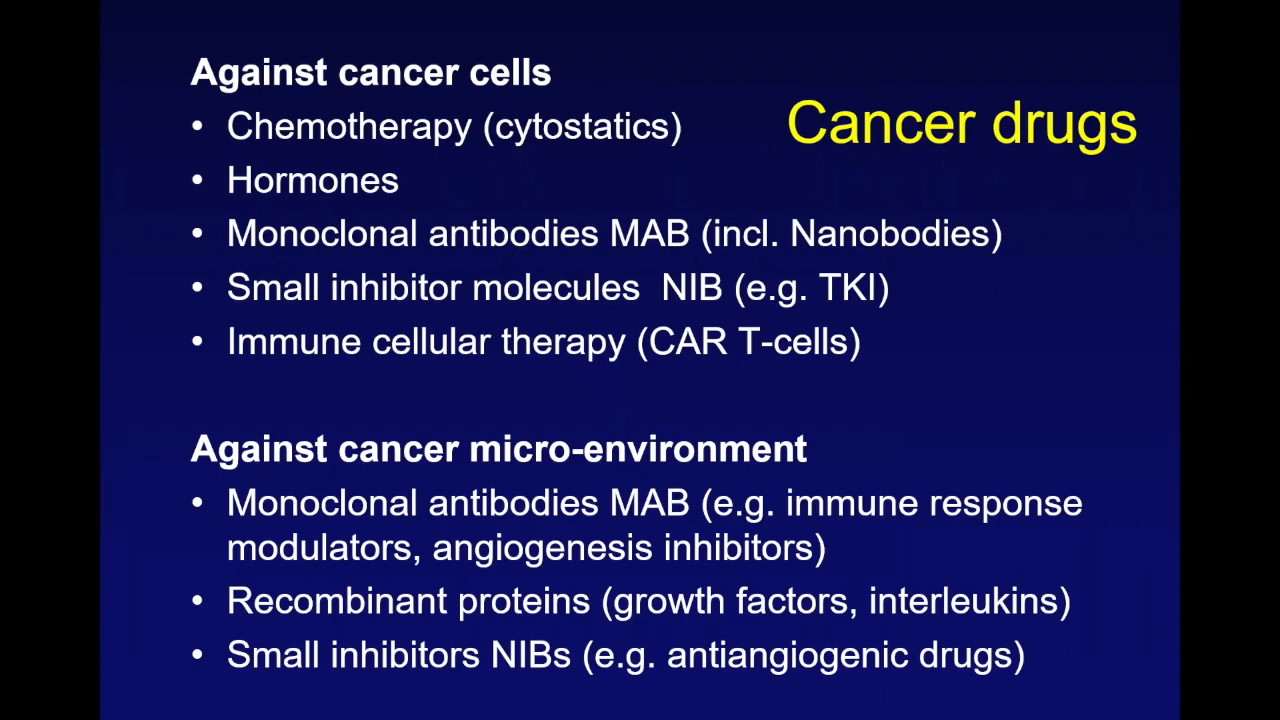 Against cancer cells
Cancer drugs
• Chemotherapy (cytostatics)
• Hormones
• Monoclonal antibodies MAB (incl. Nanobodies)
• Small inhibitor molecules  NIB (e.g. TKI)
• Immune cellular therapy (CAR T-cells)
Against cancer micro-environment
• Monoclonal antibodies MAB (e.g. immune response
modulators, angiogenesis inhibitors)
• Recombinant proteins (growth factors, interleukins)
• Small inhibitors NIBs (e.g. antiangiogenic drugs)